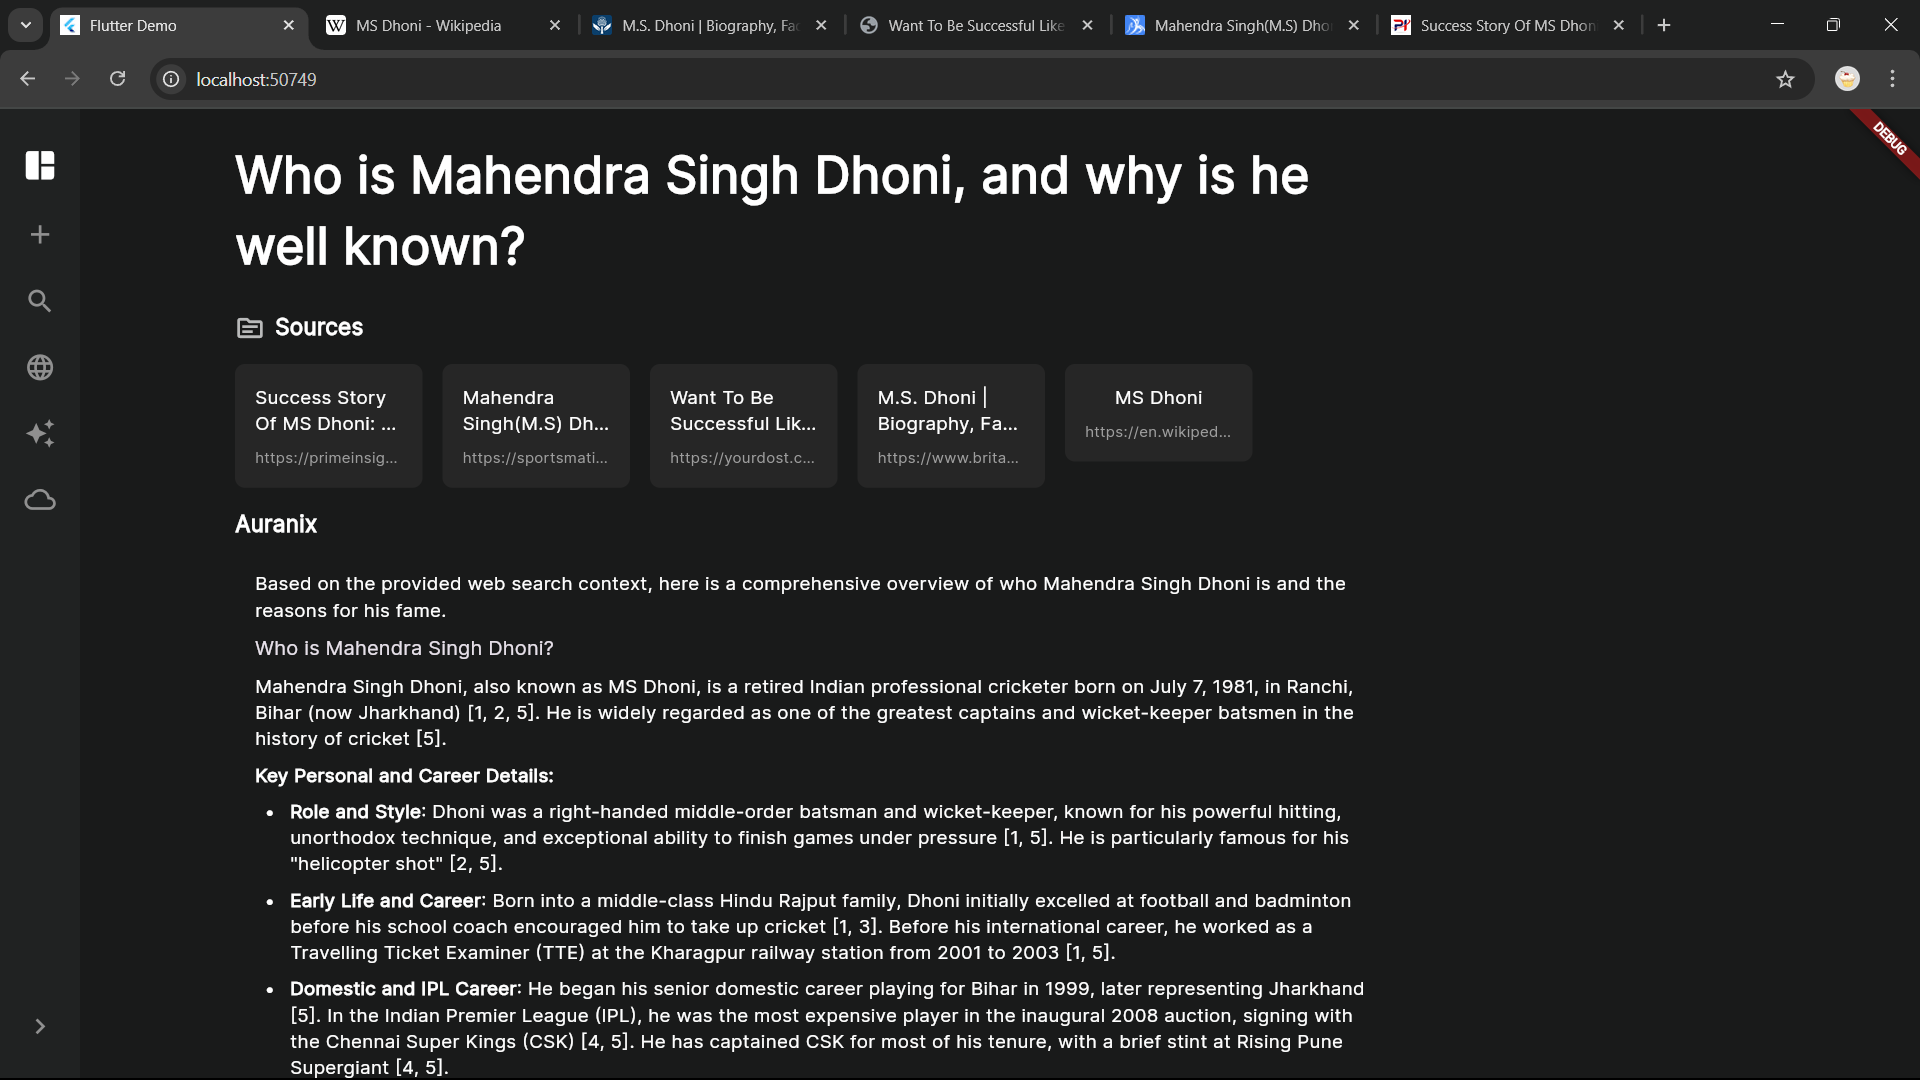 Flutter Demo
MS Dhoni - Wikipedia
M.S. Dhoni | Biography, Fac
Want To Be Successful Like
Mahendra Singh(M.S) Dhon
Success Story Of MS Dhoni
localhost:50749
DEBUG
Who is Mahendra Singh Dhoni, and why is he
well known?
Sources
Success Story
Of MS Dhoni: ...
https://primeinsig...
Mahendra
Singh(M.S) Dh...
https://sportsmati...
Want To Be
Successful Lik...
https://yourdost.c...
M.S. Dhoni |
Biography, Fa...
https://www.brita...
MS Dhoni
https://en.wikiped...
Auranix
Based on the provided web search context, here is a comprehensive overview of who Mahendra Singh Dhoni is and the
reasons for his fame.
Who is Mahendra Singh Dhoni?
Mahendra Singh Dhoni, also known as MS Dhoni, is a retired Indian professional cricketer born on July 7, 1981, in Ranchi,
Bihar (now Jharkhand) [1, 2, 5]. He is widely regarded as one of the greatest captains and wicket-keeper batsmen in the
history of cricket [5].
Key Personal and Career Details:
• Role and Style: Dhoni was a right-handed middle-order batsman and wicket-keeper, known for his powerful hitting,
unorthodox technique, and exceptional ability to finish games under pressure [1, 5]. He is particularly famous for his
"helicopter shot" [2, 5].
• Early Life and Career: Born into a middle-class Hindu Rajput family, Dhoni initially excelled at football and badminton
before his school coach encouraged him to take up cricket [1, 3]. Before his international career, he worked as a
Travelling Ticket Examiner (TTE) at the Kharagpur railway station from 2001 to 2003 [1, 5].
• Domestic and IPL Career: He began his senior domestic career playing for Bihar in 1999, later representing Jharkhand
[5]. In the Indian Premier League (IPL), he was the most expensive player in the inaugural 2008 auction, signing with
the Chennai Super Kings (CSK) [4, 5]. He has captained CSK for most of his tenure, with a brief stint at Rising Pune
Supergiant [4, 5].